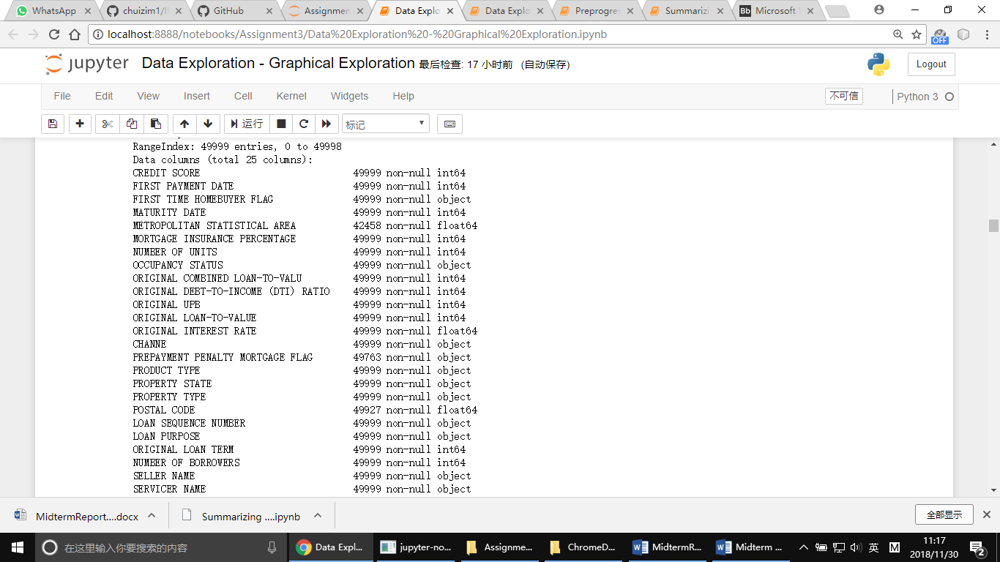 WhatsApp
chuizim1/I
GitHub
Assignmen
Data Explo
Data Explo
Preprogres
Summarizi
Bb Microsoft
localhost:8888/notebooks/Assignment3/Data%20Exploration%20-%20Graphical%20Exploration.ipynb
OFF
jupyter Data Exploration - Graphical Exploration 最后检查: 17 小时前 (自动保存)
Logout
File Edit View Insert Cell Kernel Widgets Help
不可信 Python 3
运行 标记
RangeIndex: 49999 entries, 0 to 49998
Data columns (total 25 columns):
CREDIT SCORE 49999 non-null int64
FIRST PAYMENT DATE 49999 non-null int64
FIRST TIME HOMEBUYER FLAG 49999 non-null object
MATURITY DATE 49999 non-null int64
METROPOLITAN STATISTICAL AREA 42458 non-null float64
MORTGAGE INSURANCE PERCENTAGE 49999 non-null int64
NUMBER OF UNITS 49999 non-null int64
OCCUPANCY STATUS 49999 non-null object
ORIGINAL COMBINED LOAN-TO-VALU 49999 non-null int64
ORIGINAL DEBT-TO-INCOME (DTI) RATIO 49999 non-null int64
ORIGINAL UPB 49999 non-null int64
ORIGINAL LOAN-TO-VALUE 49999 non-null int64
ORIGINAL INTEREST RATE 49999 non-null float64
CHANNE 49999 non-null object
PREPAYMENT PENALTY MORTGAGE FLAG 49763 non-null object
PRODUCT TYPE 49999 non-null object
PROPERTY STATE 49999 non-null object
PROPERTY TYPE 49999 non-null object
POSTAL CODE 49927 non-null float64
LOAN SEQUENCE NUMBER 49999 non-null object
LOAN PURPOSE 49999 non-null object
ORIGINAL LOAN TERM 49999 non-null int64
NUMBER OF BORROWERS 49999 non-null int64
SELLER NAME 49999 non-null object
SERVICER NAME 49999 non-null object
MidtermReport....docx
Summarizing ....ipynb
全部显示
在这里输入你要搜索的内容
Data Expl...
jupyter-no...
Assignme...
ChromeD...
MidtermR...
Midterm ...
英 M
11:17
2018/11/30
2